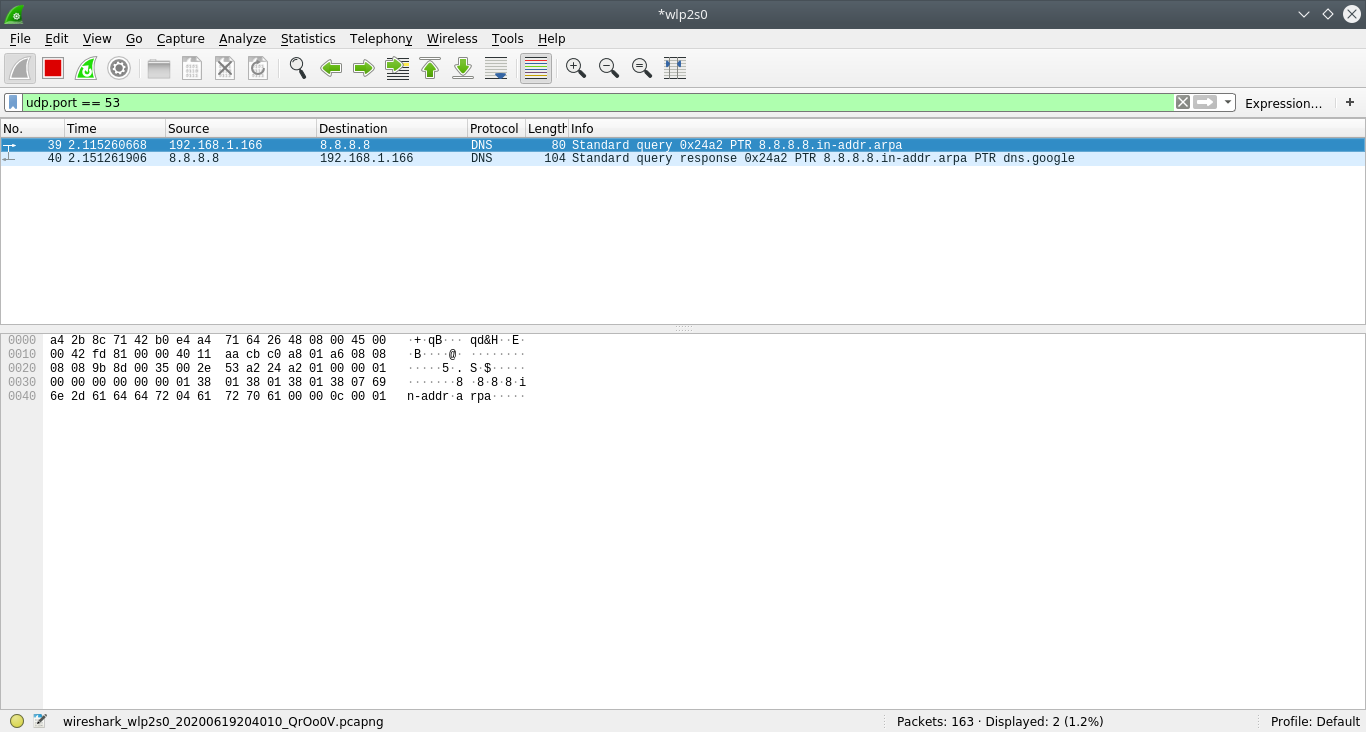 *wlp2s0
File Edit View Go Capture Analyze Statistics Telephony Wireless Tools Help
udp.port == 53 Expression… +
No. Time Source Destination Protocol Length Info
39 2.115260668 192.168.1.166 8.8.8.8 DNS 80 Standard query 0x24a2 PTR 8.8.8.8.in-addr.arpa
40 2.151261906 8.8.8.8 192.168.1.166 DNS 104 Standard query response 0x24a2 PTR 8.8.8.8.in-addr.arpa PTR dns.google
0000 a4 2b 8c 71 42 b0 e4 a4 71 64 26 48 08 00 45 00 ·+·qB··· qd&H··E·
0010 00 42 fd 81 00 00 40 11 aa cb c0 a8 01 a6 08 08 ·B····@· ········
0020 08 08 9b 8d 00 35 00 2e 53 a2 24 a2 01 00 00 01 ·····5·. S·$·····
0030 00 00 00 00 00 00 01 38 01 38 01 38 01 38 07 69 ·······8 ·8·8·8·i
0040 6e 2d 61 64 64 72 04 61 72 70 61 00 00 0c 00 01 n-addr·a rpa·····
wireshark_wlp2s0_20200619204010_QrOo0V.pcapng Packets: 163 · Displayed: 2 (1.2%) Profile: Default